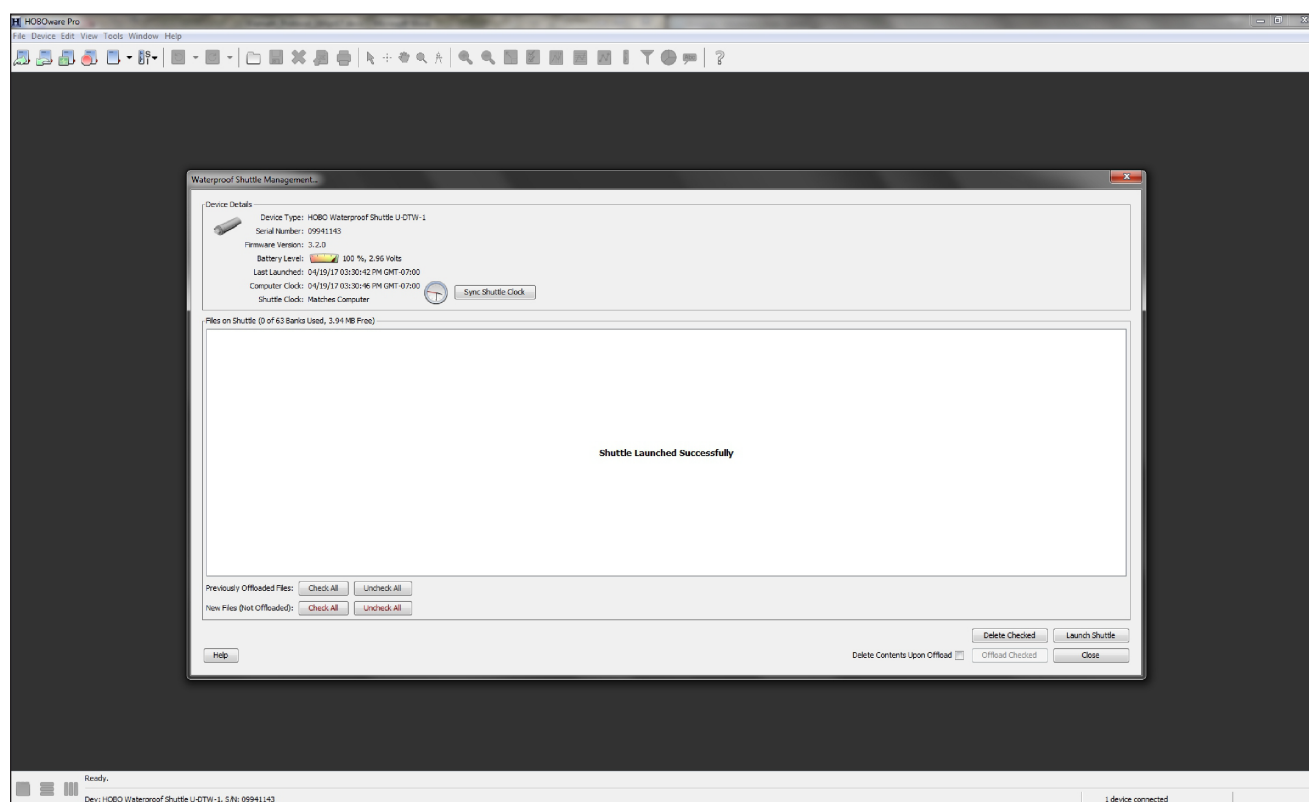 HOBOware Pro
File Device Edit View Tools Window Help
Waterproof Shuttle Management...
Device Details
Device Type: HOBO Waterproof Shuttle U-DTW-1
Serial Number: 09941143
Firmware Version: 3.2.0
Battery Level: 100 %, 2.96 Volts
Last Launched: 04/19/17 03:30:42 PM GMT-07:00
Computer Clock: 04/19/17 03:30:46 PM GMT-07:00
Sync Shuttle Clock
Shuttle Clock: Matches Computer
Files on Shuttle (0 of 63 Banks Used, 3.94 MB Free)
Shuttle Launched Successfully
Previously Offloaded Files: Check All Uncheck All
New Files (Not Offloaded): Check All Uncheck All
Delete Checked Launch Shuttle
Help Delete Contents Upon Offload Offload Checked Close
Ready.
Dev: HOBO Waterproof Shuttle U-DTW-1, S/N: 09941143 1 device connected